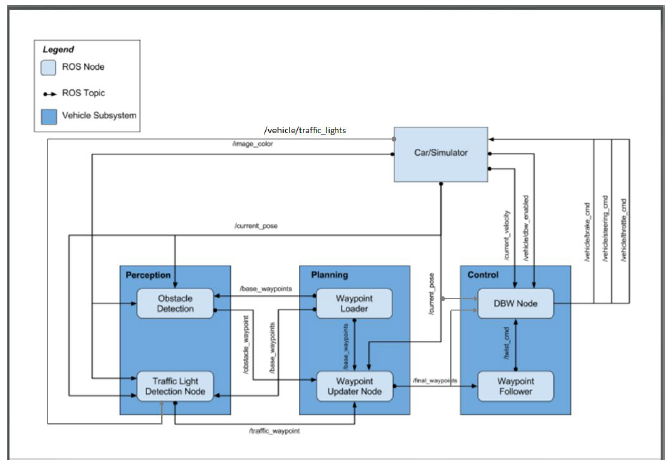 Legend
ROS Node
ROS Topic
Vehicle Subsystem
/vehicle/traffic_lights
/image_color
Car/Simulator
/current_pose
/current_velocity
/vehicle/dbw_enabled
/vehicle/brake_cmd
/vehicle/steering_cmd
/vehicle/throttle_cmd
Perception
Planning
Control
Obstacle
Detection
/base_waypoints
Waypoint
Loader
/current_pose
DBW Node
/obstacle_waypoint
/base_waypoints
/base_waypoints
/twist_cmd
Traffic Light
Detection Node
Waypoint
Updater Node
/final_waypoints
Waypoint
Follower
/traffic_waypoint